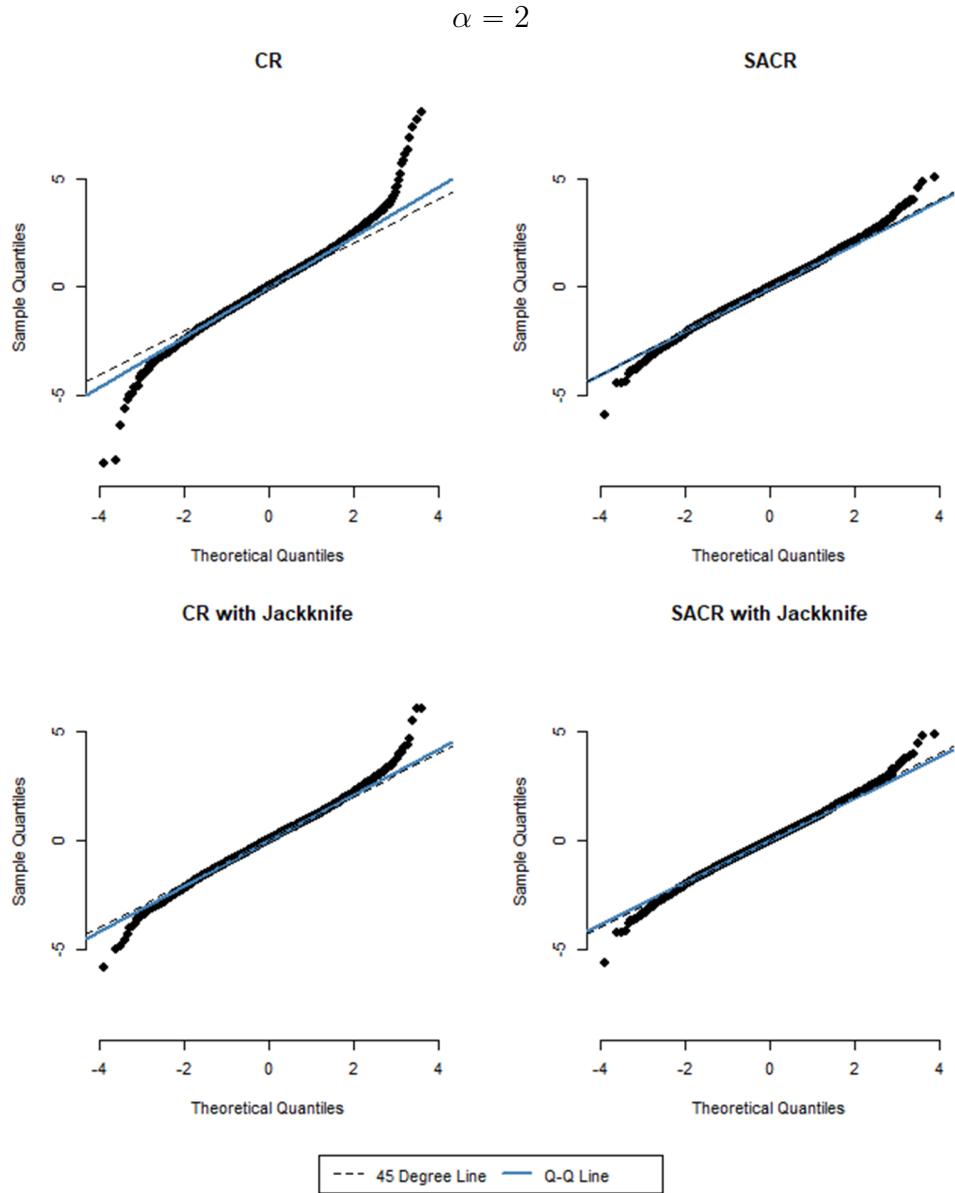 α = 2
CR
SACR
Sample Quantiles
5
0
-5
-4 -2 0 2 4
Theoretical Quantiles
Sample Quantiles
5
0
-5
-4 -2 0 2 4
Theoretical Quantiles
CR with Jackknife
SACR with Jackknife
Sample Quantiles
5
0
-5
-4 -2 0 2 4
Theoretical Quantiles
Sample Quantiles
5
0
-5
-4 -2 0 2 4
Theoretical Quantiles
45 Degree Line Q-Q Line